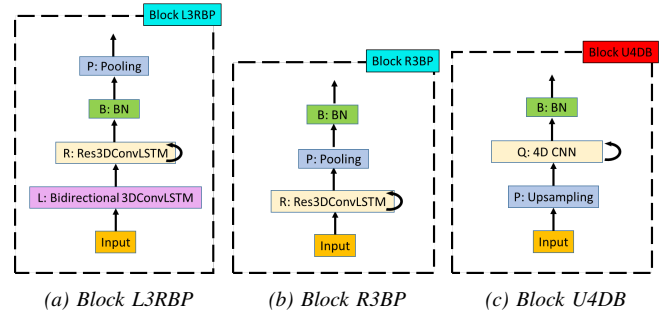 Block L3RBP
P: Pooling
B: BN
R: Res3DConvLSTM
L: Bidirectional 3DConvLSTM
Input
(a) Block L3RBP
Block R3BP
B: BN
P: Pooling
R: Res3DConvLSTM
Input
(b) Block R3BP
Block U4DB
B: BN
Q: 4D CNN
P: Upsampling
Input
(c) Block U4DB